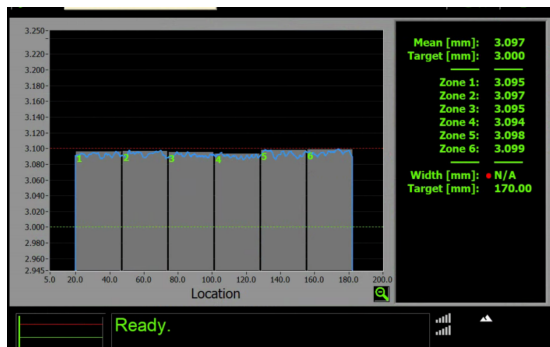 3.250
3.220
3.200
3.180
3.160
3.140
3.120
3.100
3.080
3.060
3.040
3.020
3.000
2.980
2.960
2.945
1 2 3 4 5 6
5.0 20.0 40.0 60.0 80.0 100.0 120.0 140.0 160.0 180.0 200.0
Location
Mean [mm]: 3.097
Target [mm]: 3.000
Zone 1: 3.095
Zone 2: 3.097
Zone 3: 3.095
Zone 4: 3.094
Zone 5: 3.098
Zone 6: 3.099
Width [mm]: N/A
Target [mm]: 170.00
Ready.